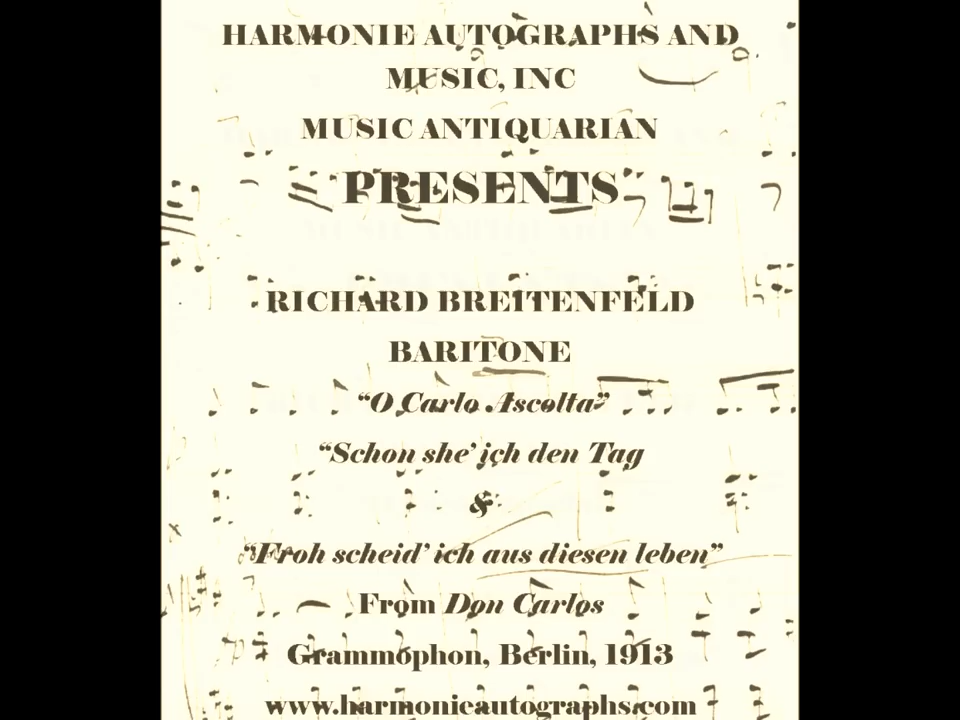 HARMONIE AUTOGRAPHS AND
MUSIC, INC
MUSIC ANTIQUARIAN
PRESENTS
RICHARD BREITENFELD
BARITONE
“O Carlo Ascolta”
“Schon she’ ich den Tag
&
“Froh scheid’ ich aus diesen leben”
From Don Carlos
Grammophon, Berlin, 1913
www.harmonieautographs.com